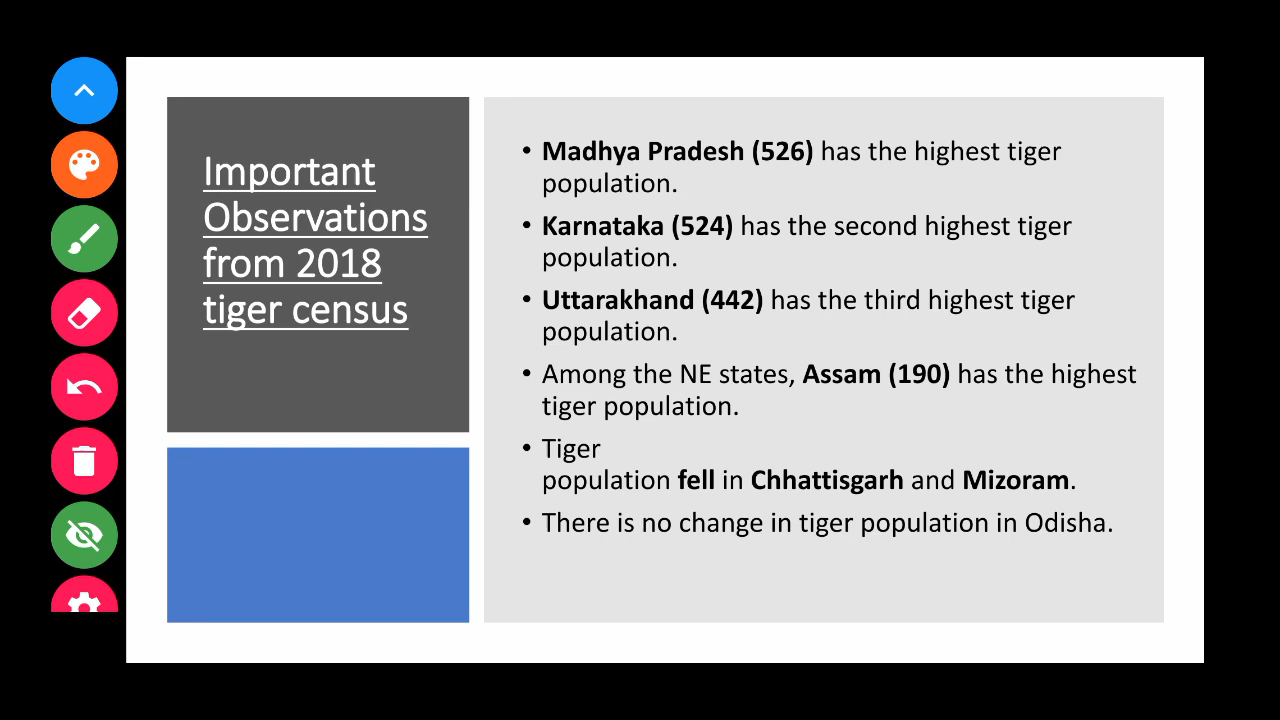 Important
Observations
from 2018
tiger census
• Madhya Pradesh (526) has the highest tiger
population.
• Karnataka (524) has the second highest tiger
population.
• Uttarakhand (442) has the third highest tiger
population.
• Among the NE states, Assam (190) has the highest
tiger population.
• Tiger
population fell in Chhattisgarh and Mizoram.
• There is no change in tiger population in Odisha.